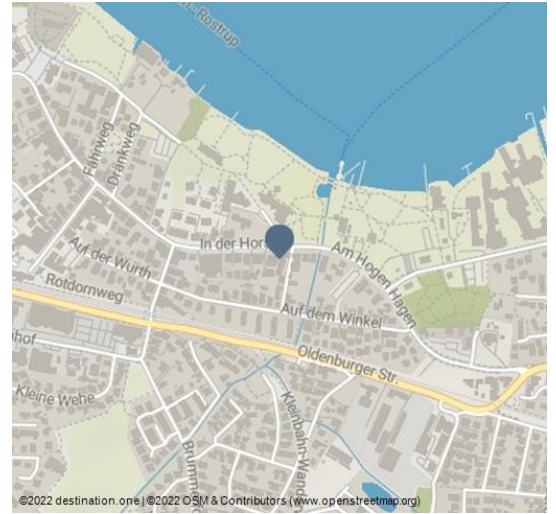 – Rostrup
Fährweg
Dränkweg
In der Hors
Am Hogen Hagen
Auf der Wurth
Rotdornweg
Auf dem Winkel
hof
Oldenburger Str.
Kleine Wehe
Kleinbahn-Wand
Brumm
©2022 destination.one | ©2022 OSM & Contributors (www.openstreetmap.org)